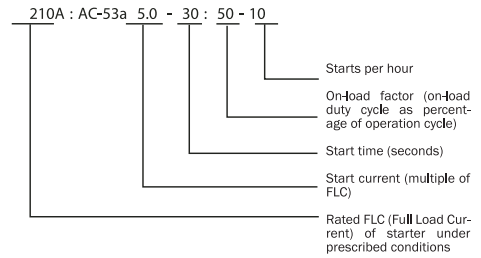 210A : AC-53a 5.0 - 30 : 50 - 10
Starts per hour
On-load factor (on-load
duty cycle as percent-
age of operation cycle)
Start time (seconds)
Start current (multiple of
FLC)
Rated FLC (Full Load Cur-
rent) of starter under
prescribed conditions